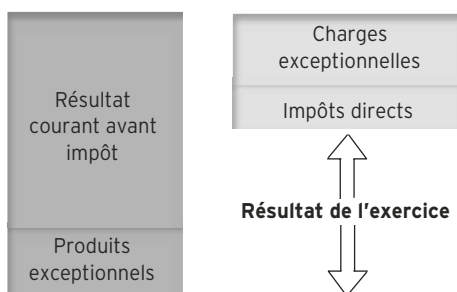 Résultat
courant avant
impôt
Produits
exceptionnels
Charges
exceptionnelles
Impôts directs
Résultat de l'exercice